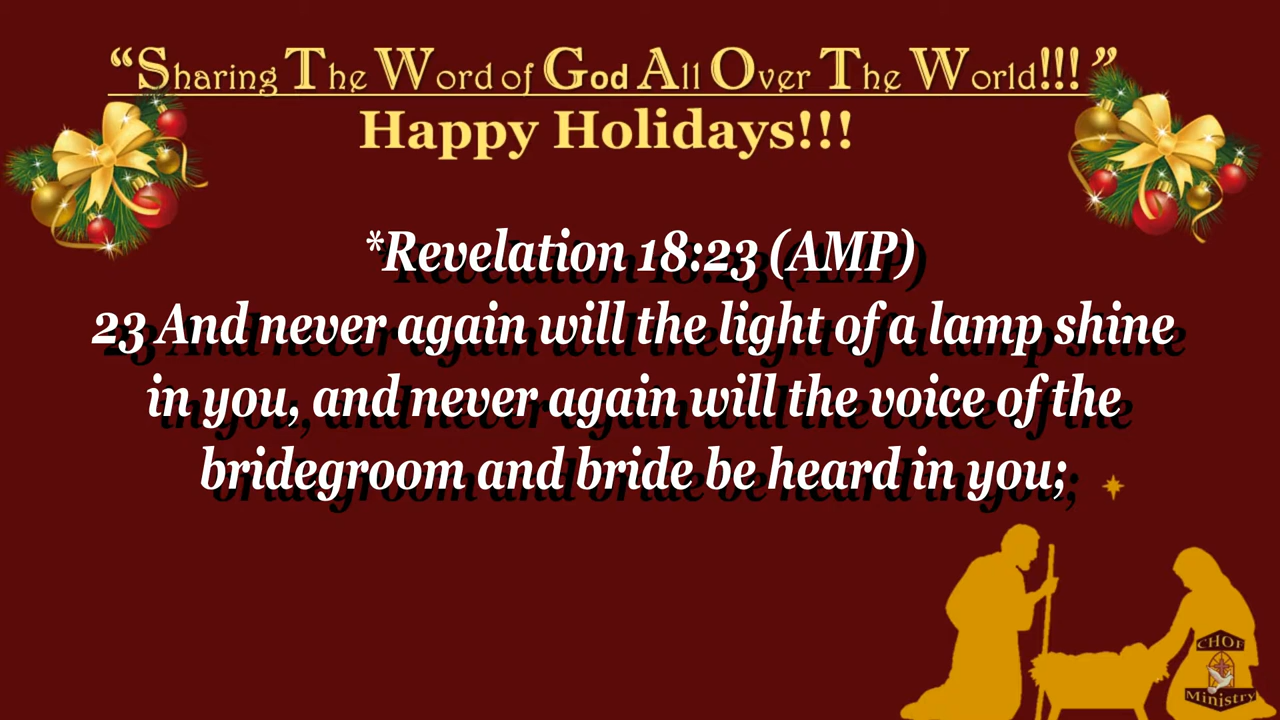 “Sharing The Word of God All Over The World!!!”
Happy Holidays!!!
*Revelation 18:23 (AMP)
23 And never again will the light of a lamp shine
in you, and never again will the voice of the
bridegroom and bride be heard in you;
CHOF
Ministry